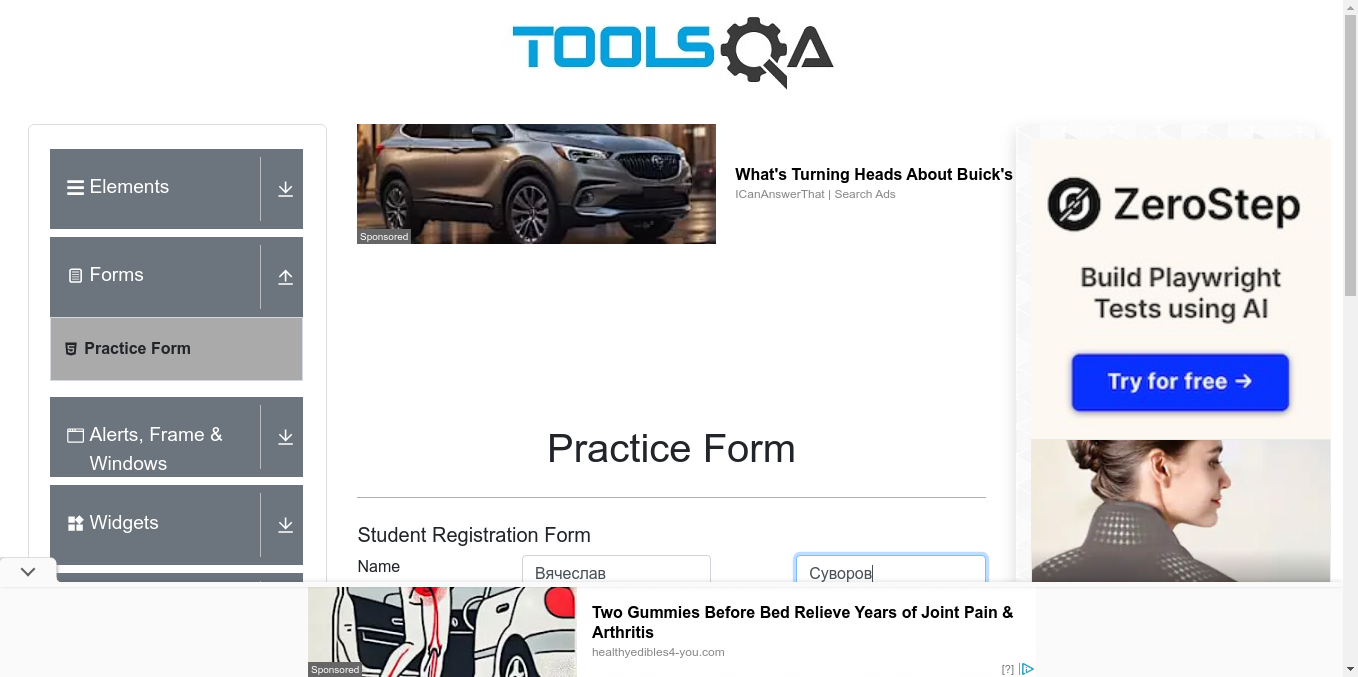 TOOLSQA
Elements
Forms
Practice Form
Alerts, Frame &
Windows
Widgets
Sponsored
What's Turning Heads About Buick's
ICanAnswerThat | Search Ads
Practice Form
Student Registration Form
Name
Вячеслав
Суворов
ZeroStep
Build Playwright
Tests using AI
Try for free →
Sponsored
Two Gummies Before Bed Relieve Years of Joint Pain &
Arthritis
healthyedibles4-you.com
[?]